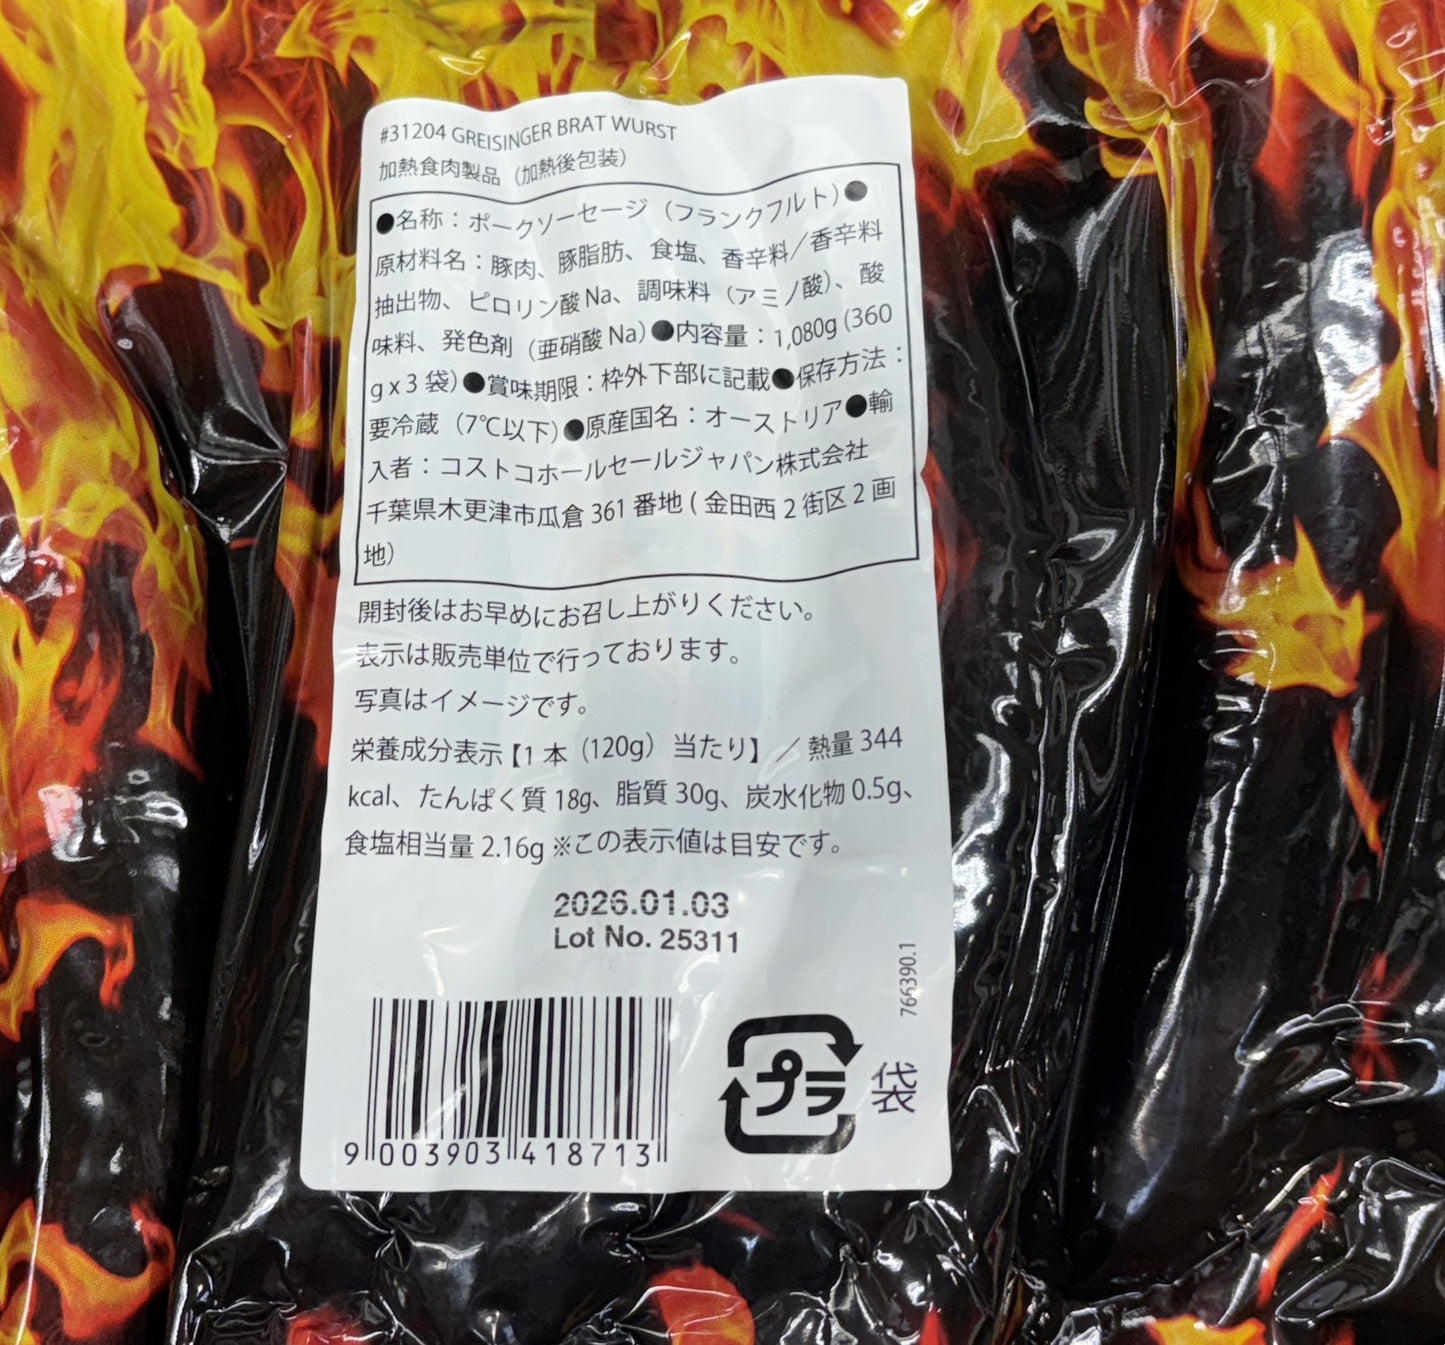 #31204 GREISINGER BRAT WURST
加熱食肉製品（加熱後包装）
●名称：ポークソーセージ（フランクフルト）●
原材料名：豚肉、豚脂肪、食塩、香辛料／香辛料
抽出物、ピロリン酸Na、調味料（アミノ酸）、酸
味料、発色剤（亜硝酸Na）●内容量：1,080g (360
g x 3 袋）●賞味期限：枠外下部に記載●保存方法：
要冷蔵（7℃以下）●原産国名：オーストリア●輸
入者：コストコホールセールジャパン株式会社
千葉県木更津市瓜倉 361 番地 ( 金田西 2 街区 2 画
地）
開封後はお早めにお召し上がりください。
表示は販売単位で行っております。
写真はイメージです。
栄養成分表示【1 本（120g）当たり】／熱量 344
kcal、たんぱく質 18g、脂質 30g、炭水化物 0.5g、
食塩相当量 2.16g ※この表示値は目安です。
2026.01.03
Lot No. 25311
766390.1
9 003903 418713
プラ
袋